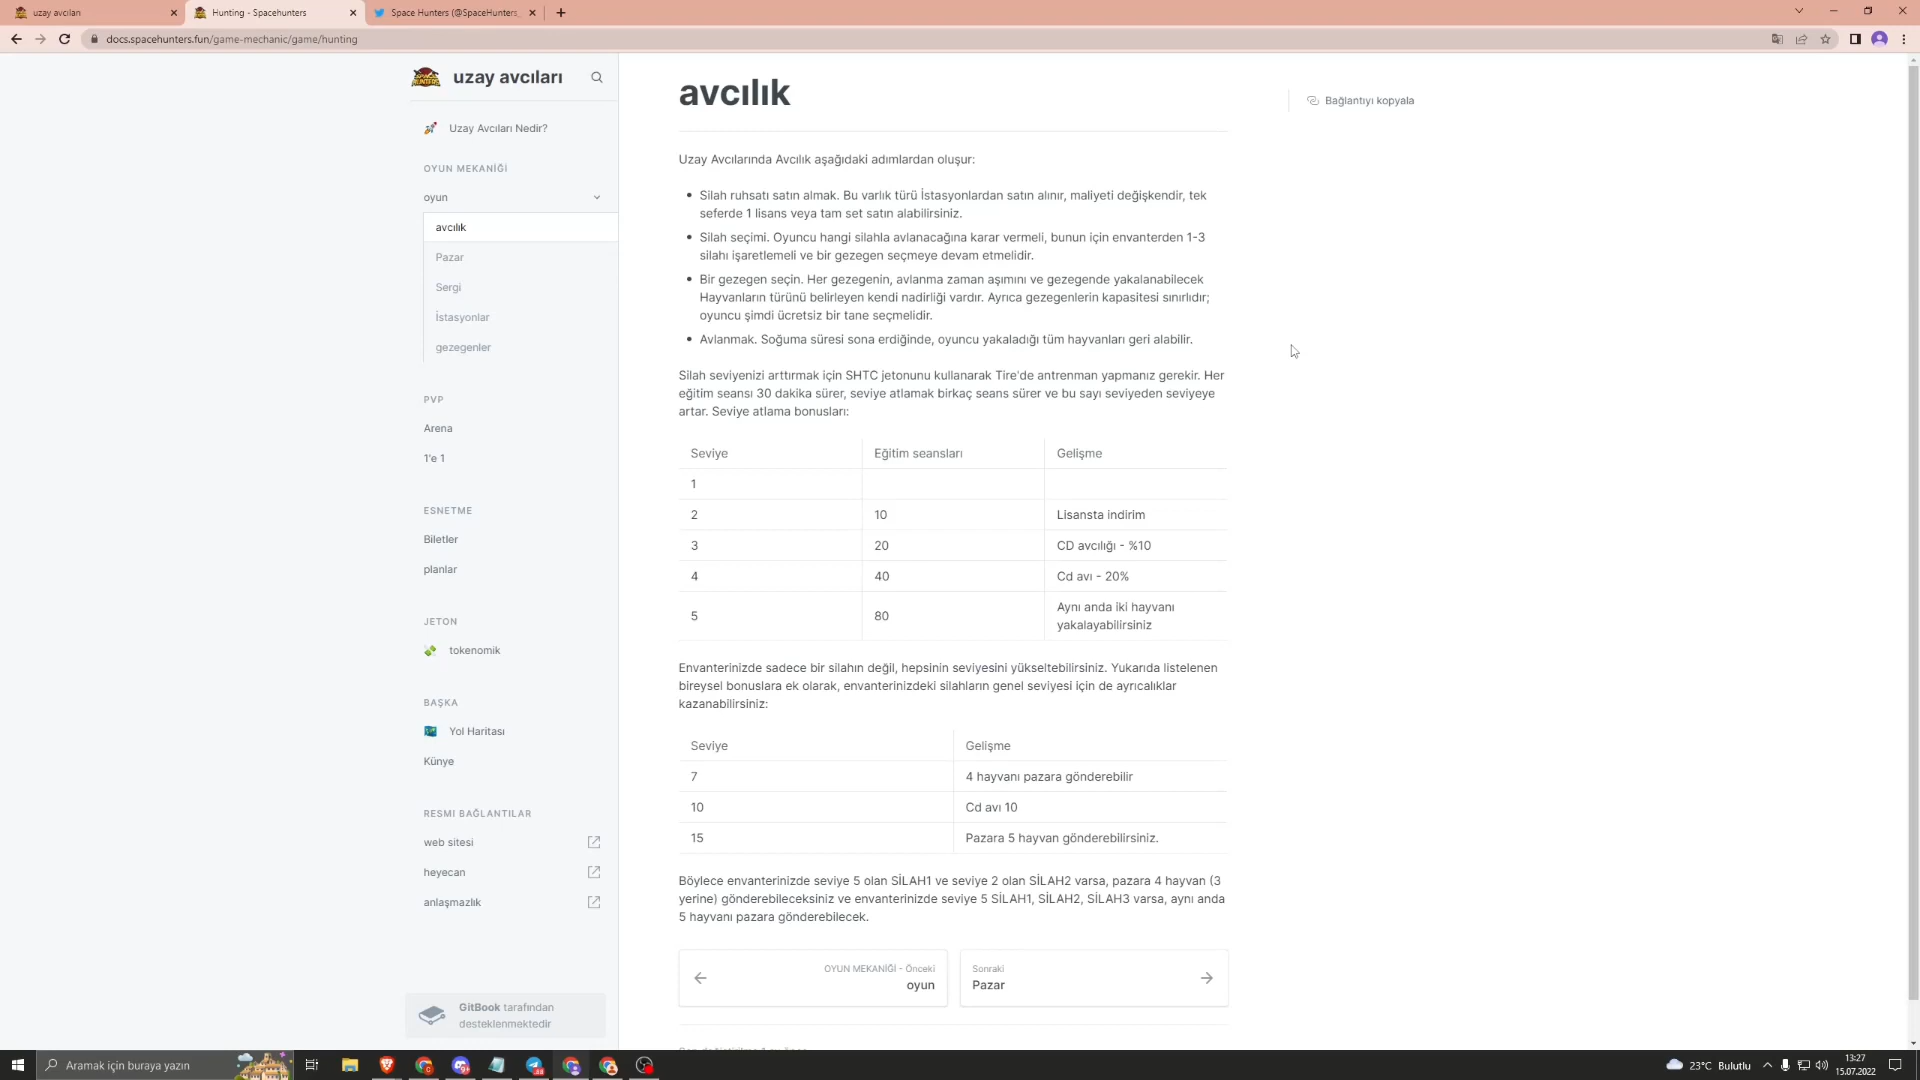 uzay avcıları
Hunting - Spacehunters
Space Hunters (@SpaceHunters_
docs.spacehunters.fun/game-mechanic/game/hunting
uzay avcıları
Uzay Avcıları Nedir?
OYUN MEKANİĞİ
oyun
avcılık
Pazar
Sergi
İstasyonlar
gezegenler
PVP
Arena
1'e 1
ESNETME
Biletler
planlar
JETON
tokenomik
BAŞKA
Yol Haritası
Künye
RESMI BAĞLANTILAR
web sitesi
heyecan
anlaşmazlık
GitBook tarafından
desteklenmektedir
avcılık
Bağlantıyı kopyala
Uzay Avcılarında Avcılık aşağıdaki adımlardan oluşur:
Silah ruhsatı satın almak. Bu varlık türü İstasyonlardan satın alınır, maliyeti değişkendir, tek
seferde 1 lisans veya tam set satın alabilirsiniz.
Silah seçimi. Oyuncu hangi silahla avlanacağına karar vermeli, bunun için envanterden 1-3
silahı işaretlemeli ve bir gezegen seçmeye devam etmelidir.
Bir gezegen seçin. Her gezegenin, avlanma zaman aşımını ve gezegende yakalanabilecek
Hayvanların türünü belirleyen kendi nadirliği vardır. Ayrıca gezegenlerin kapasitesi sınırlıdır;
oyuncu şimdi ücretsiz bir tane seçmelidir.
Avlanmak. Soğuma süresi sona erdiğinde, oyuncu yakaladığı tüm hayvanları geri alabilir.
Silah seviyenizi arttırmak için SHTC jetonunu kullanarak Tire'de antrenman yapmanız gerekir. Her
eğitim seansı 30 dakika sürer, seviye atlamak birkaç seans sürer ve bu sayı seviyeden seviyeye
artar. Seviye atlama bonusları:
Seviye Eğitim seansları Gelişme
1
2 10 Lisansta indirim
3 20 CD avcılığı - %10
4 40 Cd avı - 20%
5 80 Aynı anda iki hayvanı
yakalayabilirsiniz
Envanterinizde sadece bir silahın değil, hepsinin seviyesini yükseltebilirsiniz. Yukarıda listelenen
bireysel bonuslara ek olarak, envanterinizdeki silahların genel seviyesi için de ayrıcalıklar
kazanabilirsiniz:
Seviye Gelişme
7 4 hayvanı pazara gönderebilir
10 Cd avı 10
15 Pazara 5 hayvan gönderebilirsiniz.
Böylece envanterinizde seviye 5 olan SİLAH1 ve seviye 2 olan SİLAH2 varsa, pazara 4 hayvan (3
yerine) gönderebileceksiniz ve envanterinizde seviye 5 SİLAH1, SİLAH2, SİLAH3 varsa, aynı anda
5 hayvanı pazara gönderebilecek.
OYUN MEKANİĞİ - Önceki
oyun
Sonraki
Pazar
Aramak için buraya yazın
23°C Bulutlu
13:27
15.07.2022